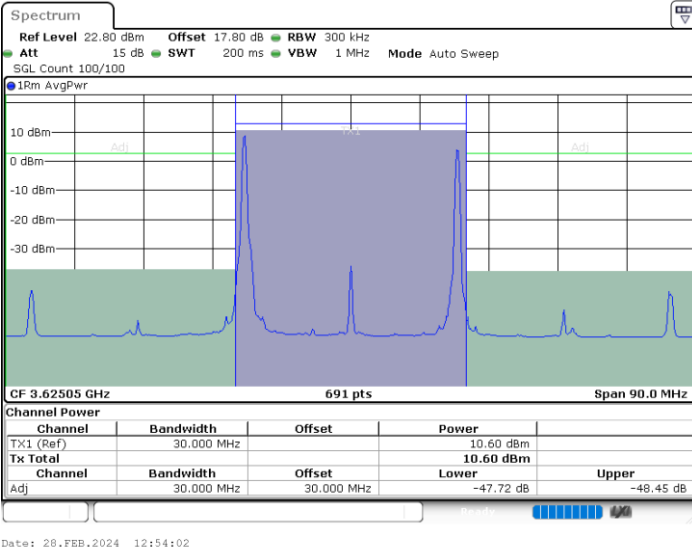 Spectrum
Ref Level 22.80 dBm Offset 17.80 dB RBW 300 kHz
Att 15 dB SWT 200 ms VBW 1 MHz Mode Auto Sweep
SGL Count 100/100
1Rm AvgPwr
TX1
10 dBm
Adj Adj
0 dBm
-10 dBm
-20 dBm
-30 dBm
CF 3.62505 GHz 691 pts Span 90.0 MHz
Channel Power
Channel Bandwidth Offset Power
TX1 (Ref) 30.000 MHz 10.60 dBm
Tx Total 10.60 dBm
Channel Bandwidth Offset Lower Upper
Adj 30.000 MHz 30.000 MHz -47.72 dB -48.45 dB
Ready
Date: 28.FEB.2024 12:54:02